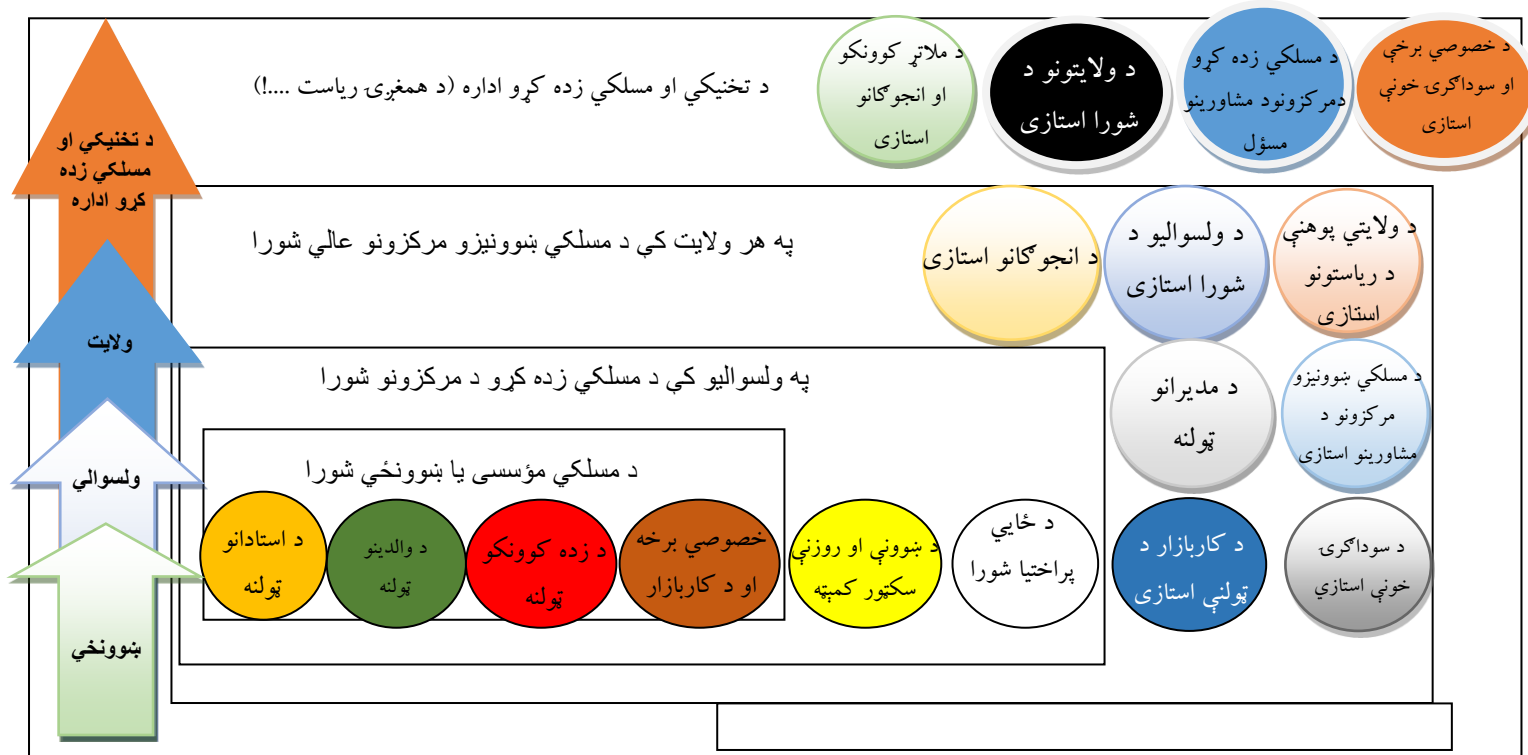 د خصوصي برخې
او سوداګرۍ خونې
استازی
د مسلکي زده کړو
دمرکزونود مشاورینو
مسؤل
د ولایتونو د
شورا استازی
د ملاتړ کوونکو
او انجوګانو
استازی
د تخنیکي او مسلکي زده کړو اداره (د همغږۍ ریاست ....!)
د تخنیکي او
مسلکي زده
کړو اداره
د ولایتي پوهنې
د ریاستونو
استازی
د ولسوالیو د
شورا استازی
د انجوګانو استازی
په هر ولایت کې د مسلکي ښوونیزو مرکزونو عالي شورا
ولایت
د مسلکي ښوونیزو
مرکزونو د
مشاورینو استازی
د مدیرانو
ټولنه
په ولسوالیو کې د مسلکي زده کړو د مرکزونو شورا
ولسوالي
د مسلکي مؤسسی یا ښوونځي شورا
د سوداګرۍ
خونې استازي
د کاربازار د
ټولنې استازی
د ځایي
پراختیا شورا
د ښوونې او روزنې
سکټور کمېټه
خصوصي برخه
او د کاربازار
د زده کوونکو
ټولنه
د والدینو
ټولنه
د استادانو
ټولنه
ښوونځي